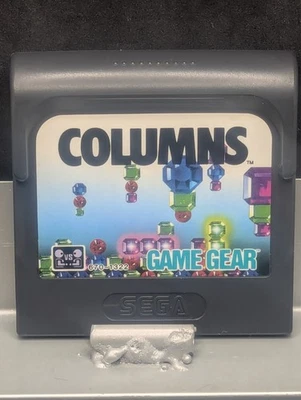 COLUMNS
TM
GAME GEAR
670-1322
SEGA